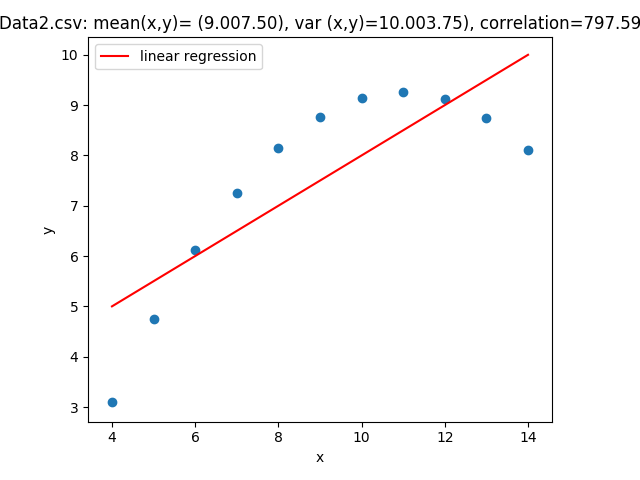 Data2.csv: mean(x,y)= (9.007.50), var (x,y)=10.003.75), correlation=797.59
linear regression
10
9
8
7
6
5
4
3
y
4 6 8 10 12 14
x